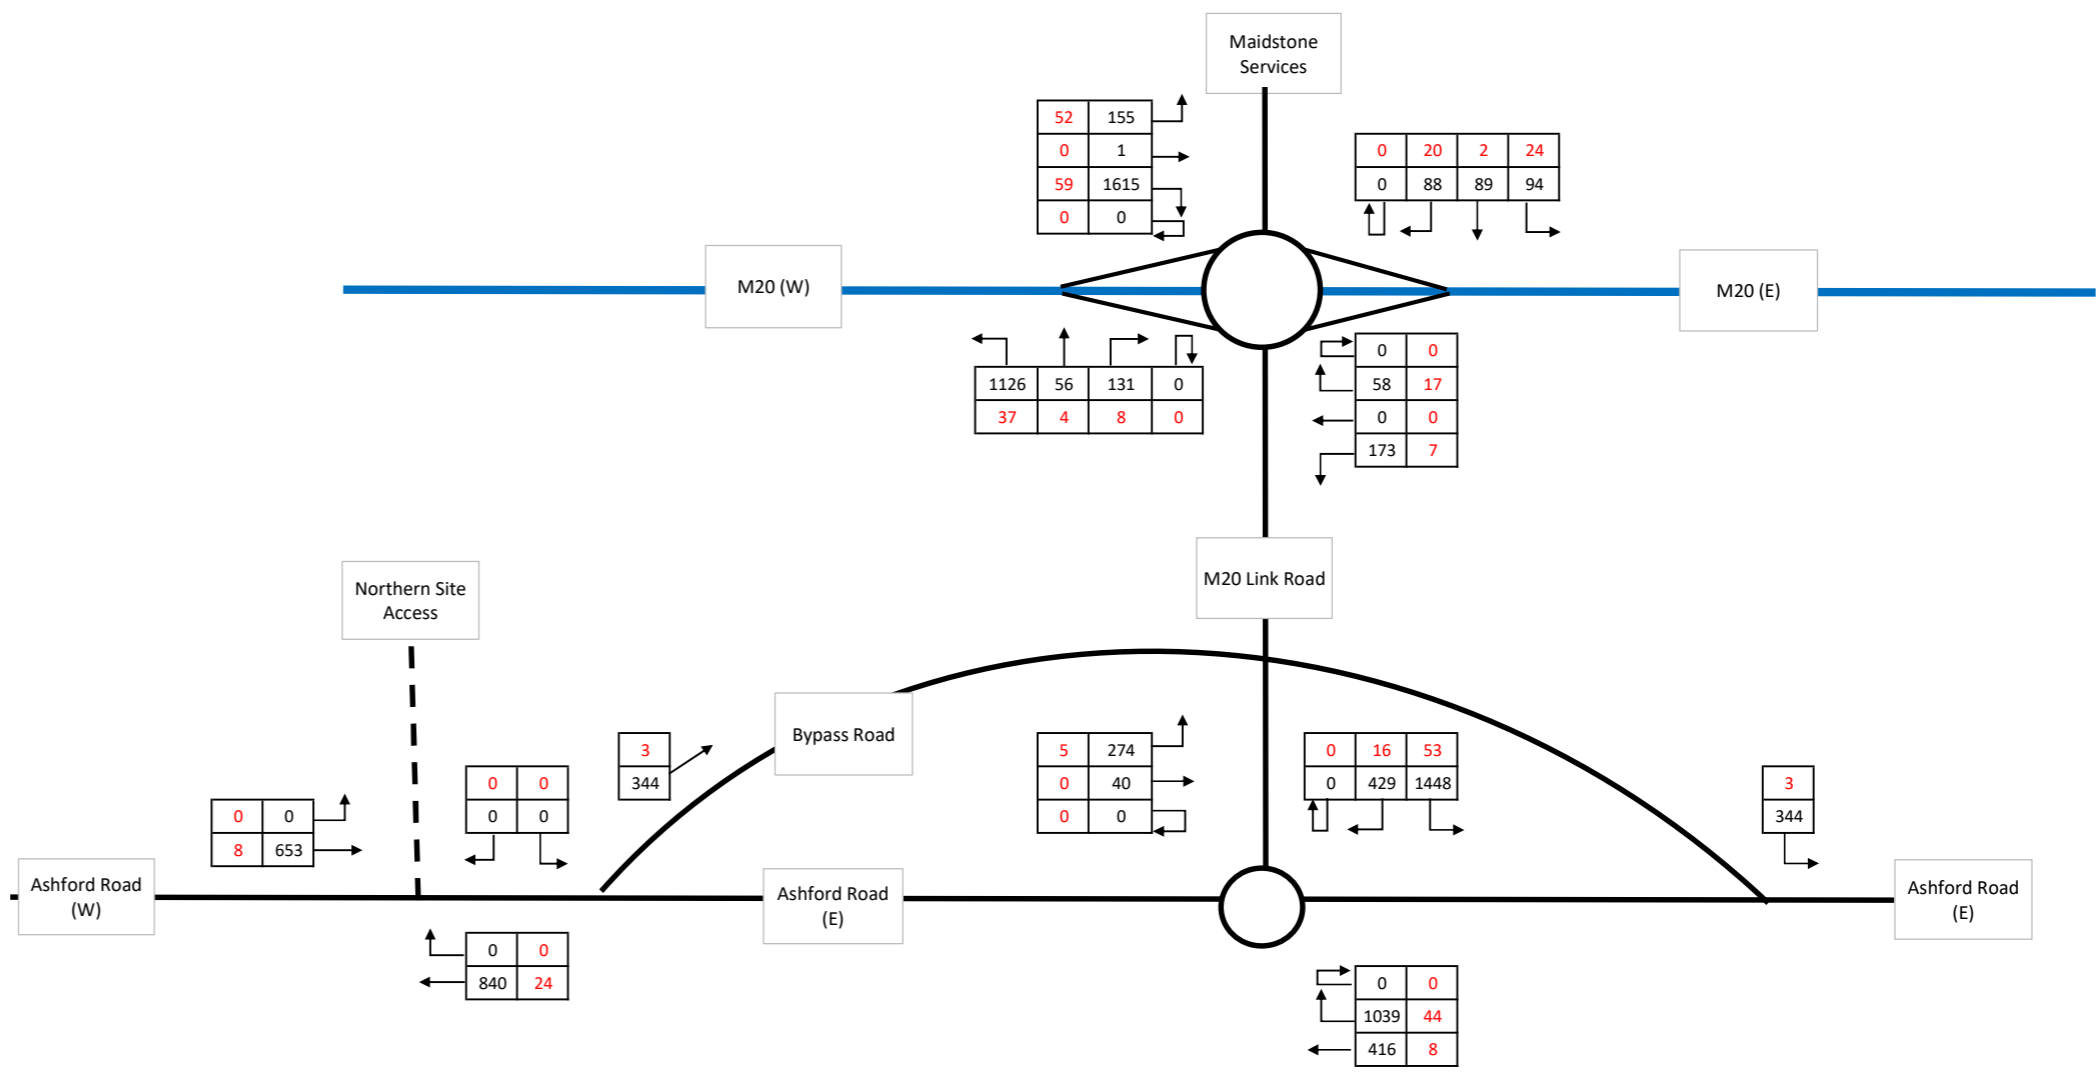 Maidstone
Services
52 155
0 1
59 1615
0 0
0 20 2 24
0 88 89 94
M20 (W)
M20 (E)
1126 56 131 0
37 4 8 0
0 0
58 17
0 0
173 7
M20 Link Road
Northern Site
Access
Bypass Road
3
344
5 274
0 40
0 0
0 16 53
0 429 1448
3
344
0 0
0 0
0 0
8 653
Ashford Road
(W)
Ashford Road
(E)
Ashford Road
(E)
0 0
840 24
0 0
1039 44
416 8